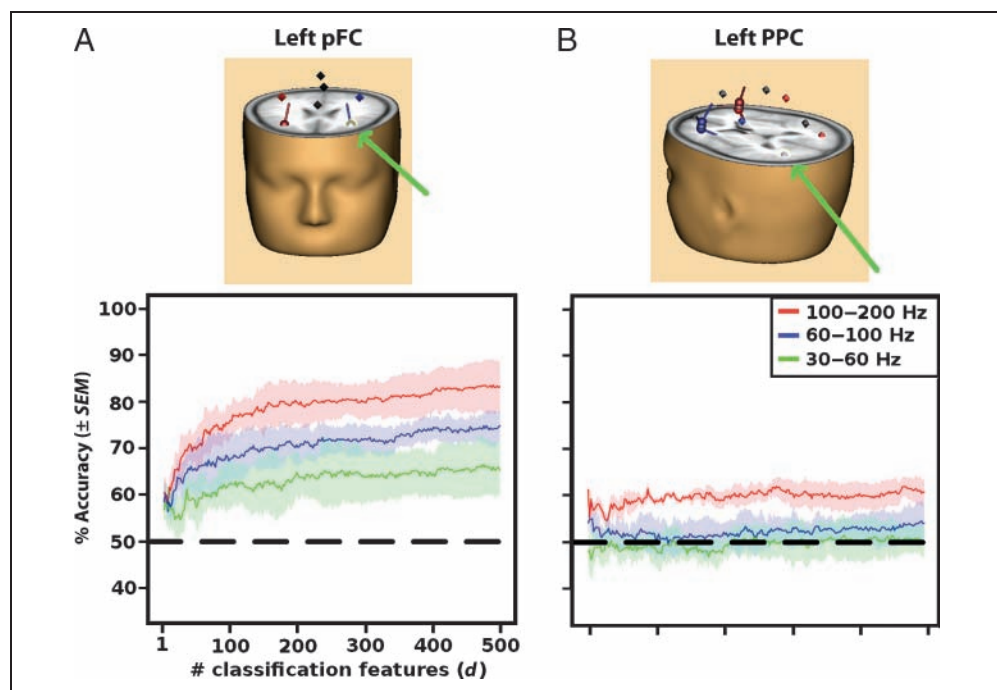 A
Left pFC
B
Left PPC
100
90
80
70
60
50
40
% Accuracy (± SEM)
1
100
200
300
400
500
# classification features (d)
100–200 Hz
60–100 Hz
30–60 Hz